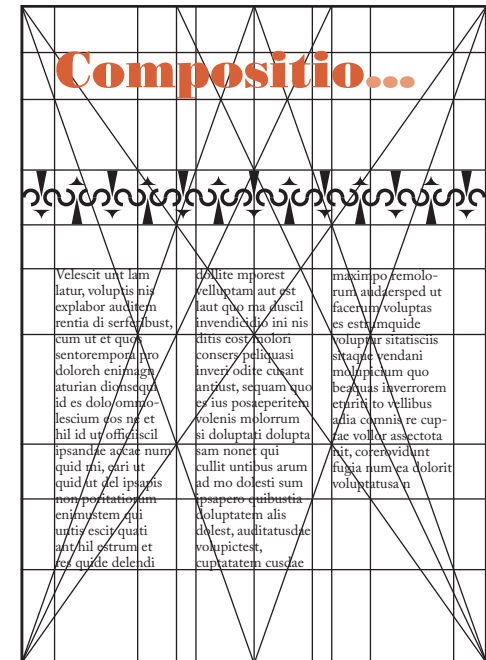 Compositio...
Velescit unt lam
latur, voluptis nis
explabor auditem
rentia di serferibust,
cum ut et quos
sentorempora pro
doloreh enimagn
aturian dionsequi
id es dolo ommo-
lescium eos ne et
hil id ut officiiscil
ipsandae accae num
quid mi, eari ut
quid ut del ipsapis
non poritatiorum
enimustem qui
untis escit quati
ant hil estrum et
res quide delendi
dollite mporest
velluptam aut est
laut quo ma duscil
invendicidio ini nis
ditis eost molori
consers peliquasi
inveri odite cusant
antiust, sequam quo
es ius posaeperitem
volenis molorrum
si doluptati dolupta
sam nonet qui
cullit untibus arum
ad mo dolesti sum
ipsapero quibustia
doluptatem alis
dolest, auditatusdae
volupictest,
cuptatatem cusdae
maximpo remolo-
rum audaersped ut
facerum voluptas
es estrumquide
voluptur sitatisciis
sitaque vendani
molupicium quo
beaquas inverrorem
eturiti to vellibus
adia comnis re cup-
tae vollor assectota
nit, corerovidunt
fugia num ea dolorit
voluptatusa n